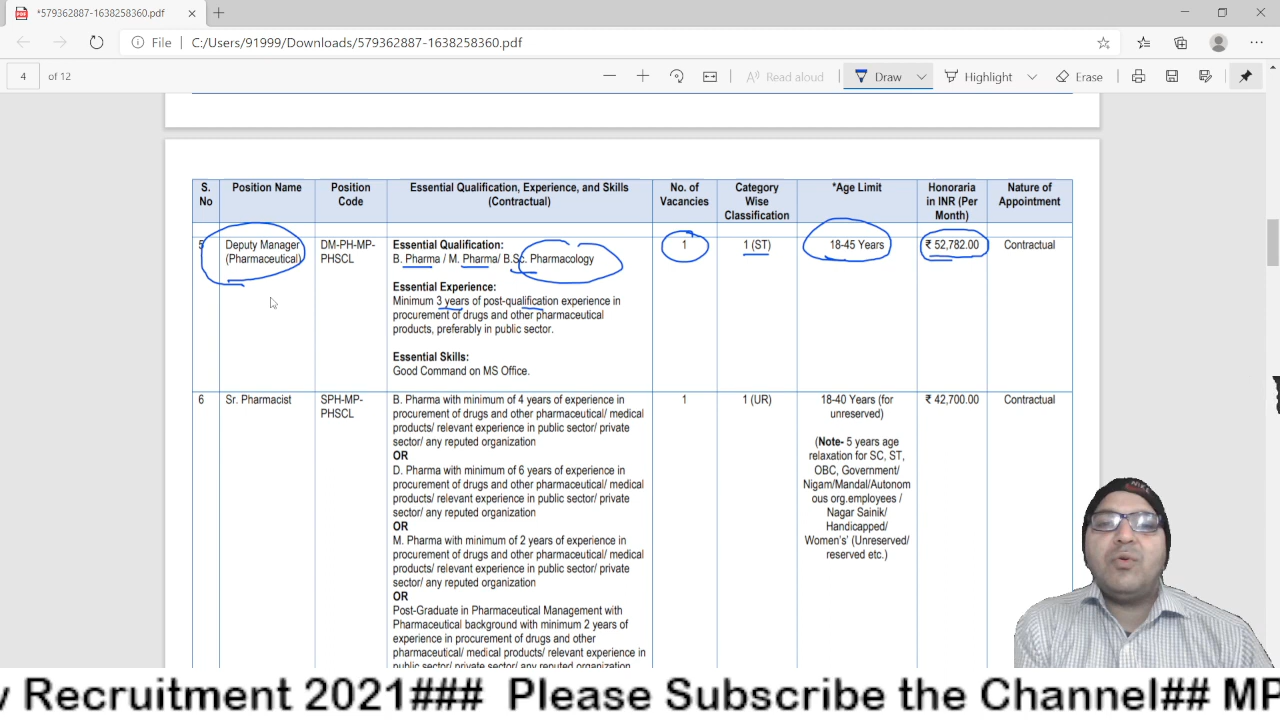 *579362887-1638258360.pdf
File C:/Users/91999/Downloads/579362887-1638258360.pdf
4 of 12 Read aloud Draw Highlight Erase
S. No Position Name Position Code Essential Qualification, Experience, and Skills (Contractual) No. of Vacancies Category Wise Classification *Age Limit Honoraria in INR (Per Month) Nature of Appointment
5 Deputy Manager (Pharmaceutical) DM-PH-MP-PHSCL
Essential Qualification:
B. Pharma / M. Pharma/ B.Sc. Pharmacology
Essential Experience:
Minimum 3 years of post-qualification experience in
procurement of drugs and other pharmaceutical
products, preferably in public sector.
Essential Skills:
Good Command on MS Office.
1 1 (ST) 18-45 Years ₹ 52,782.00 Contractual
6 Sr. Pharmacist SPH-MP-PHSCL
B. Pharma with minimum of 4 years of experience in
procurement of drugs and other pharmaceutical/ medical
products/ relevant experience in public sector/ private
sector/ any reputed organization
OR
D. Pharma with minimum of 6 years of experience in
procurement of drugs and other pharmaceutical/ medical
products/ relevant experience in public sector/ private
sector/ any reputed organization
OR
M. Pharma with minimum of 2 years of experience in
procurement of drugs and other pharmaceutical/ medical
products/ relevant experience in public sector/ private
sector/ any reputed organization
OR
Post-Graduate in Pharmaceutical Management with
Pharmaceutical background with minimum 2 years of
experience in procurement of drugs and other
pharmaceutical/ medical products/ relevant experience in
public sector/ private sector/ any reputed organization
1 1 (UR)
18-40 Years (for
unreserved)
(Note- 5 years age
relaxation for SC, ST,
OBC, Government/
Nigam/Mandal/Autonom
ous org.employees /
Nagar Sainik/
Handicapped/
Women's' (Unreserved/
reserved etc.)
₹ 42,700.00 Contractual
Recruitment 2021### Please Subscribe the Channel## MP